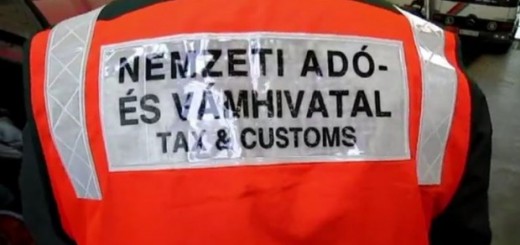 NEMZETI ADÓ-
ÉS VÁMHIVATAL
TAX & CUSTOMS